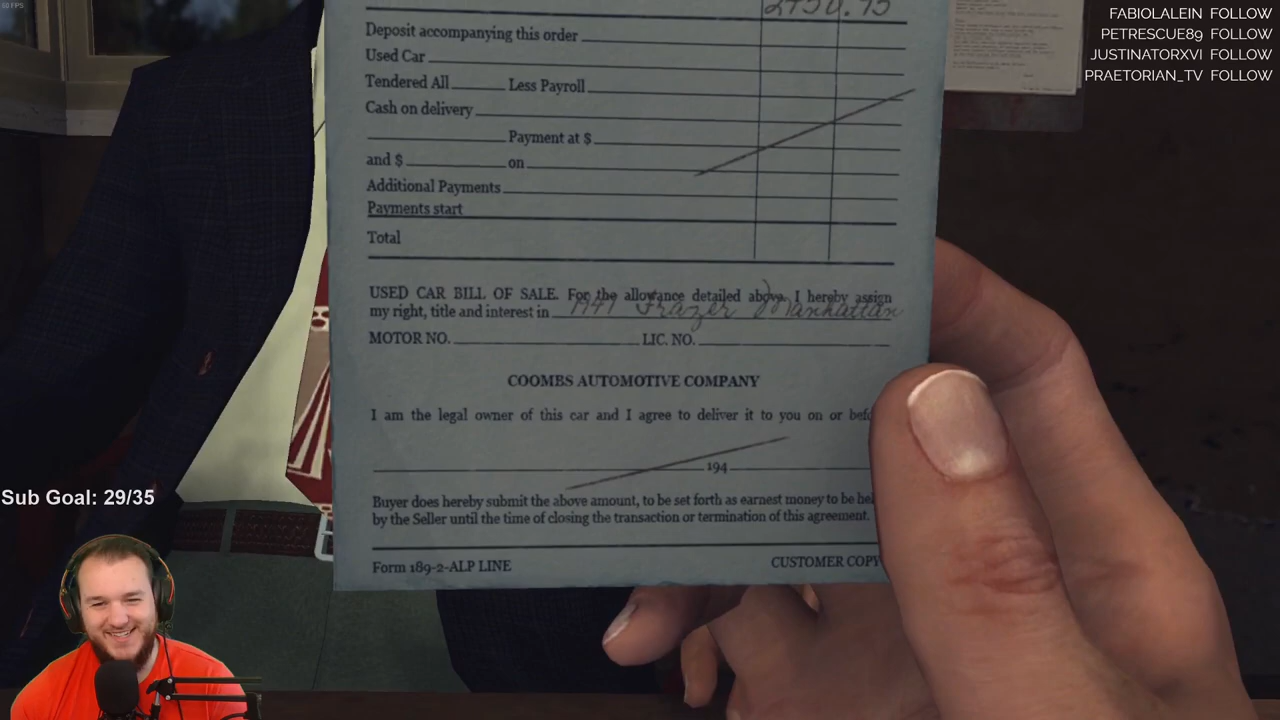 60 FPS
FABIOLALEIN FOLLOW
PETRESCUE89 FOLLOW
JUSTINATORXVI FOLLOW
PRAETORIAN_TV FOLLOW
Deposit accompanying this order
Used Car
Tendered All Less Payroll
Cash on delivery
Payment at $
and $ on
Additional Payments
Payments start
Total
USED CAR BILL OF SALE. For the allowance detailed above, I hereby assign
my right, title and interest in 1947 Frazer Manhattan
MOTOR NO. LIC. NO.
COOMBS AUTOMOTIVE COMPANY
I am the legal owner of this car and I agree to deliver it to you on or
194
Buyer does hereby submit the above amount, to be set forth as earnest money to be
by the Seller until the time of closing the transaction or termination of this agreement.
Form 189-2-ALP LINE
CUSTOMER COPY
Sub Goal: 29/35